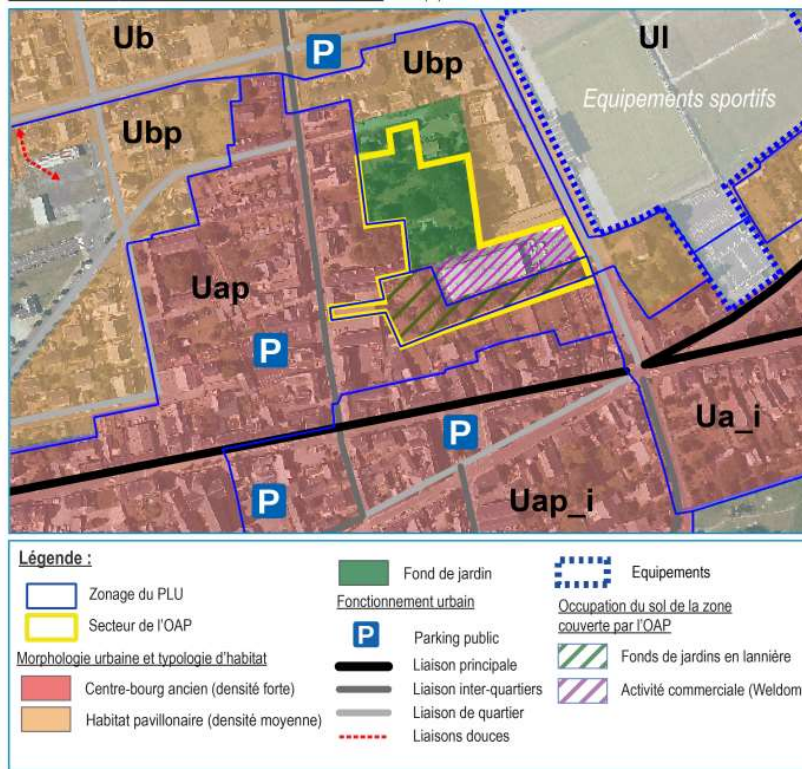 Ub
P
Ubp
Ul
Equipements sportifs
Ubp
Uap
P
P
Ua_i
P
Uap_i
Légende :
Zonage du PLU
Secteur de l'OAP
Morphologie urbaine et typologie d'habitat
Centre-bourg ancien (densité forte)
Habitat pavillonaire (densité moyenne)
Fond de jardin
Fonctionnement urbain
P
Parking public
Liaison principale
Liaison inter-quartiers
Liaison de quartier
Liaisons douces
Equipements
Occupation du sol de la zone
couverte par l'OAP
Fonds de jardins en lannière
Activité commerciale (Weldom